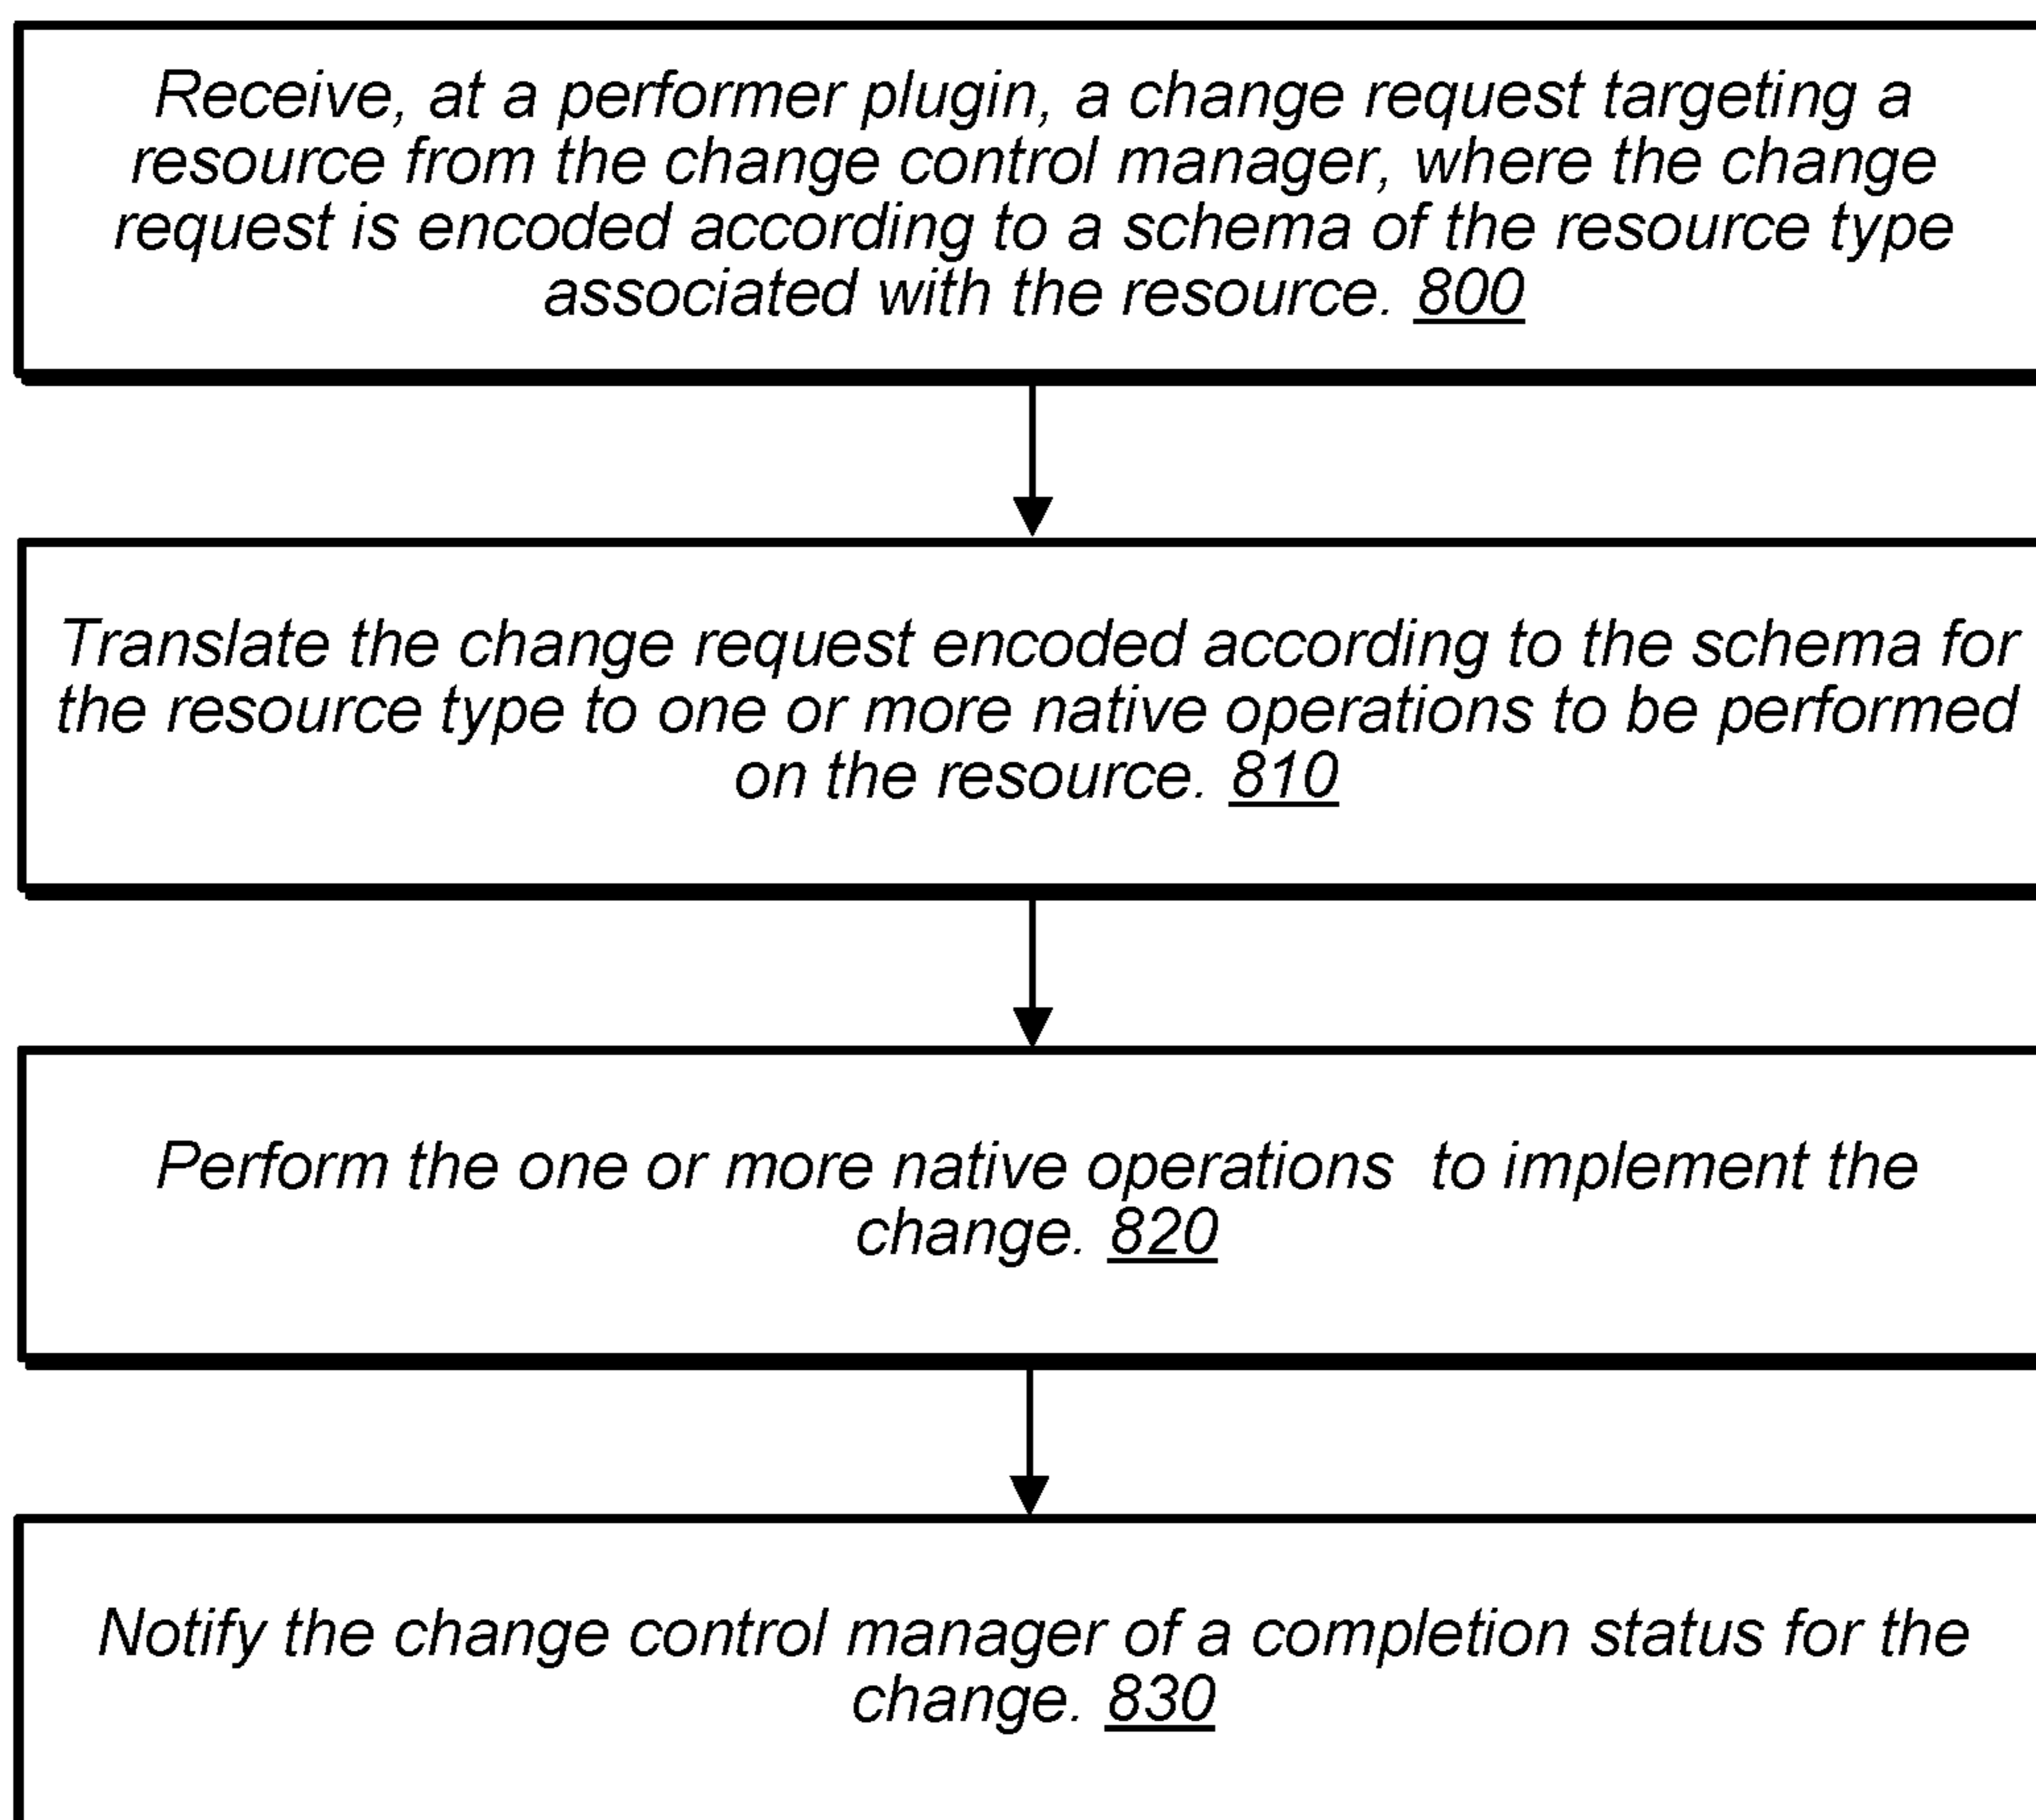 Receive, at a performer plugin, a change request targeting a
resource from the change control manager, where the change
request is encoded according to a schema of the resource type
associated with the resource. 800
Translate the change request encoded according to the schema for
the resource type to one or more native operations to be performed
on the resource. 810
Perform the one or more native operations to implement the
change. 820
Notify the change control manager of a completion status for the
change. 830